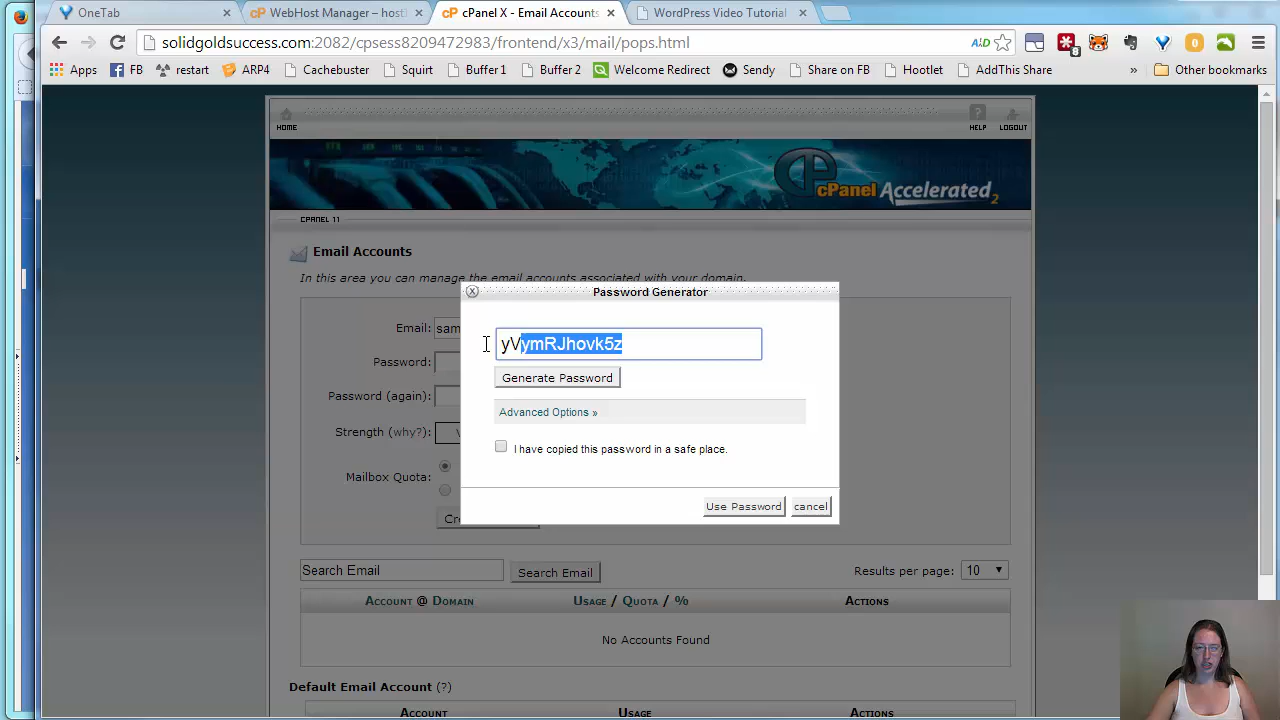 OneTab
WebHost Manager – host
cPanel X - Email Accounts
WordPress Video Tutorial
solidgoldsuccess.com:2082/cpsess8209472983/frontend/x3/mail/pops.html
Apps FB restart ARP4 Cachebuster Squirt Buffer 1 Buffer 2 Welcome Redirect Sendy Share on FB Hootlet AddThis Share » Other bookmarks
HOME HELP LOGOUT
cPanel Accelerated2
CPANEL 11
Email Accounts
In this area you can manage the email accounts associated with your domain.
Password Generator
Email: sam
yVymRJhovk5z
Password:
Generate Password
Password (again):
Advanced Options »
Strength (why?):
I have copied this password in a safe place.
Mailbox Quota:
Use Password cancel
Cr
Search Email Search Email Results per page: 10
Account @ Domain Usage / Quota / % Actions
No Accounts Found
Default Email Account (?)
Account Usage Actions